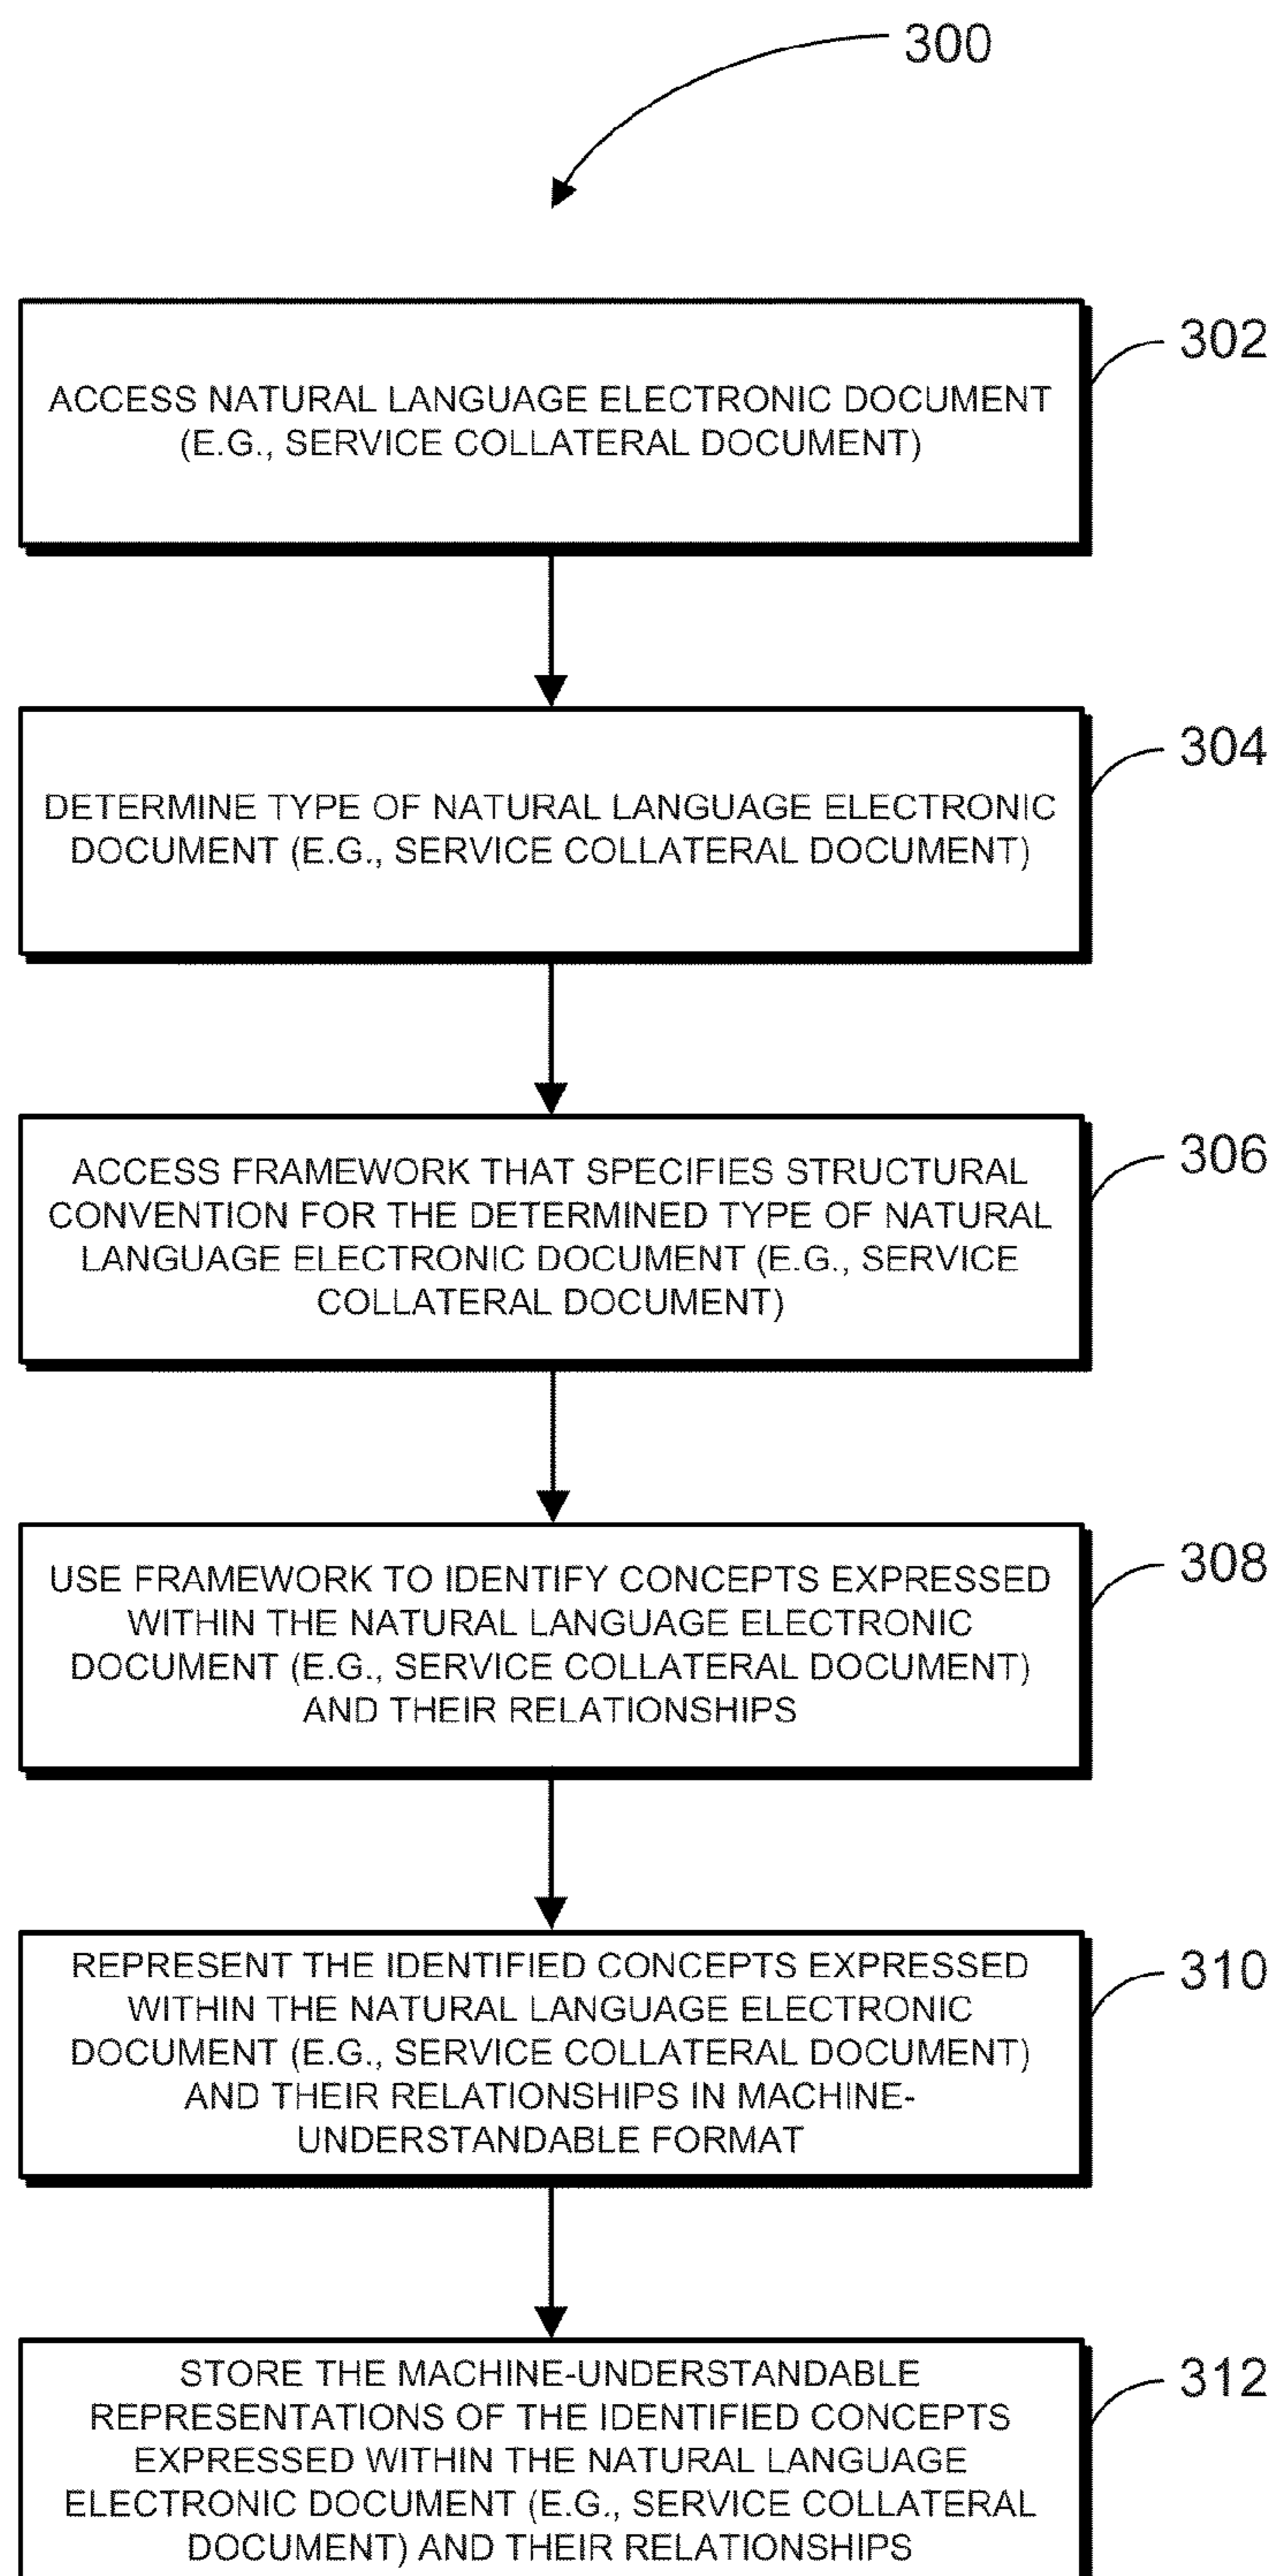 300
302
ACCESS NATURAL LANGUAGE ELECTRONIC DOCUMENT
(E.G., SERVICE COLLATERAL DOCUMENT)
304
DETERMINE TYPE OF NATURAL LANGUAGE ELECTRONIC
DOCUMENT (E.G., SERVICE COLLATERAL DOCUMENT)
306
ACCESS FRAMEWORK THAT SPECIFIES STRUCTURAL
CONVENTION FOR THE DETERMINED TYPE OF NATURAL
LANGUAGE ELECTRONIC DOCUMENT (E.G., SERVICE
COLLATERAL DOCUMENT)
308
USE FRAMEWORK TO IDENTIFY CONCEPTS EXPRESSED
WITHIN THE NATURAL LANGUAGE ELECTRONIC
DOCUMENT (E.G., SERVICE COLLATERAL DOCUMENT)
AND THEIR RELATIONSHIPS
310
REPRESENT THE IDENTIFIED CONCEPTS EXPRESSED
WITHIN THE NATURAL LANGUAGE ELECTRONIC
DOCUMENT (E.G., SERVICE COLLATERAL DOCUMENT)
AND THEIR RELATIONSHIPS IN MACHINE-
UNDERSTANDABLE FORMAT
312
STORE THE MACHINE-UNDERSTANDABLE
REPRESENTATIONS OF THE IDENTIFIED CONCEPTS
EXPRESSED WITHIN THE NATURAL LANGUAGE
ELECTRONIC DOCUMENT (E.G., SERVICE COLLATERAL
DOCUMENT) AND THEIR RELATIONSHIPS